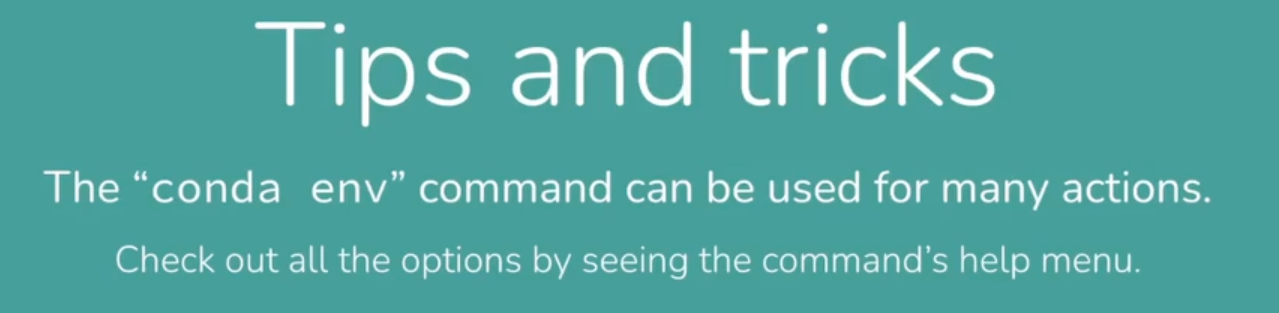 Tips and tricks
The “conda env” command can be used for many actions.
Check out all the options by seeing the command’s help menu.